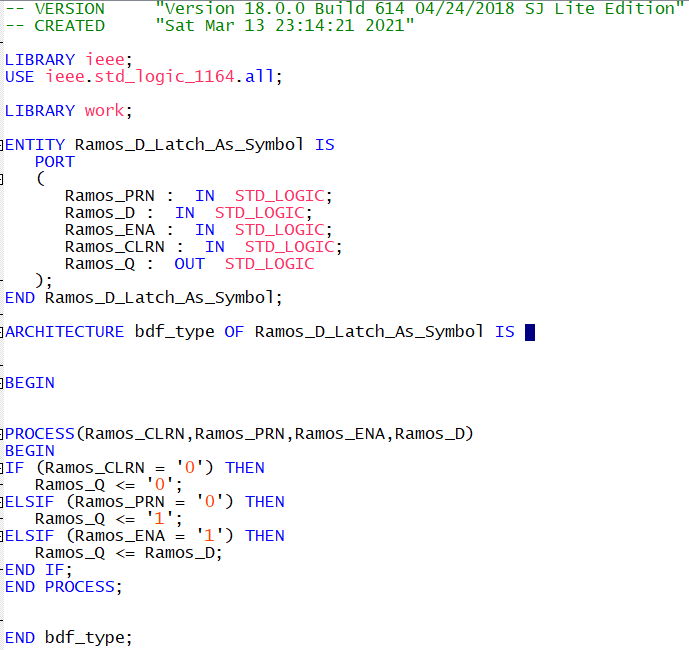 -- VERSION "Version 18.0.0 Build 614 04/24/2018 SJ Lite Edition"
-- CREATED "Sat Mar 13 23:14:21 2021"
LIBRARY ieee;
USE ieee.std_logic_1164.all;
LIBRARY work;
ENTITY Ramos_D_Latch_As_Symbol IS
PORT
(
Ramos_PRN : IN STD_LOGIC;
Ramos_D : IN STD_LOGIC;
Ramos_ENA : IN STD_LOGIC;
Ramos_CLRN : IN STD_LOGIC;
Ramos_Q : OUT STD_LOGIC
);
END Ramos_D_Latch_As_Symbol;
ARCHITECTURE bdf_type OF Ramos_D_Latch_As_Symbol IS
BEGIN
PROCESS(Ramos_CLRN,Ramos_PRN,Ramos_ENA,Ramos_D)
BEGIN
IF (Ramos_CLRN = '0') THEN
Ramos_Q <= '0';
ELSIF (Ramos_PRN = '0') THEN
Ramos_Q <= '1';
ELSIF (Ramos_ENA = '1') THEN
Ramos_Q <= Ramos_D;
END IF;
END PROCESS;
END bdf_type;